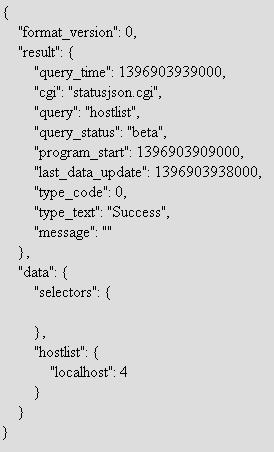 {
"format_version": 0,
"result": {
"query_time": 1396903939000,
"cgi": "statusjson.cgi",
"query": "hostlist",
"query_status": "beta",
"program_start": 1396903909000,
"last_data_update": 1396903938000,
"type_code": 0,
"type_text": "Success",
"message": ""
},
"data": {
"selectors": {
},
"hostlist": {
"localhost": 4
}
}
}